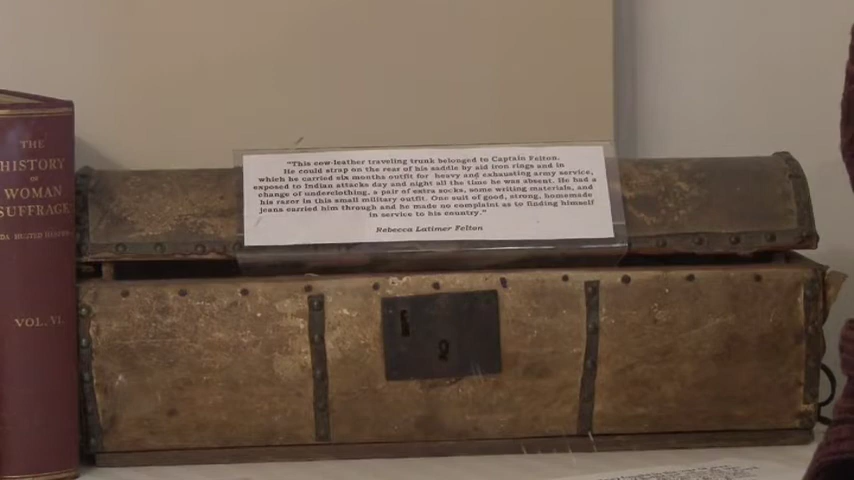 THE
HISTORY
OF
WOMAN
SUFFRAGE
HUSTED
VOL. VI.
"This cow-leather traveling trunk belonged to Captain Felton.
He could strap on the rear of his saddle by aid iron rings and in
which he carried six months outfit for heavy and exhausting army service,
exposed to Indian attacks day and night all the time he was absent. He had a
change of underclothing, a pair of extra socks, some writing materials, and
his razor in this small military outfit. One suit of good, strong, homemade
jeans carried him through and he made no complaint as to finding himself
in service to his country."
Rebecca Latimer Felton